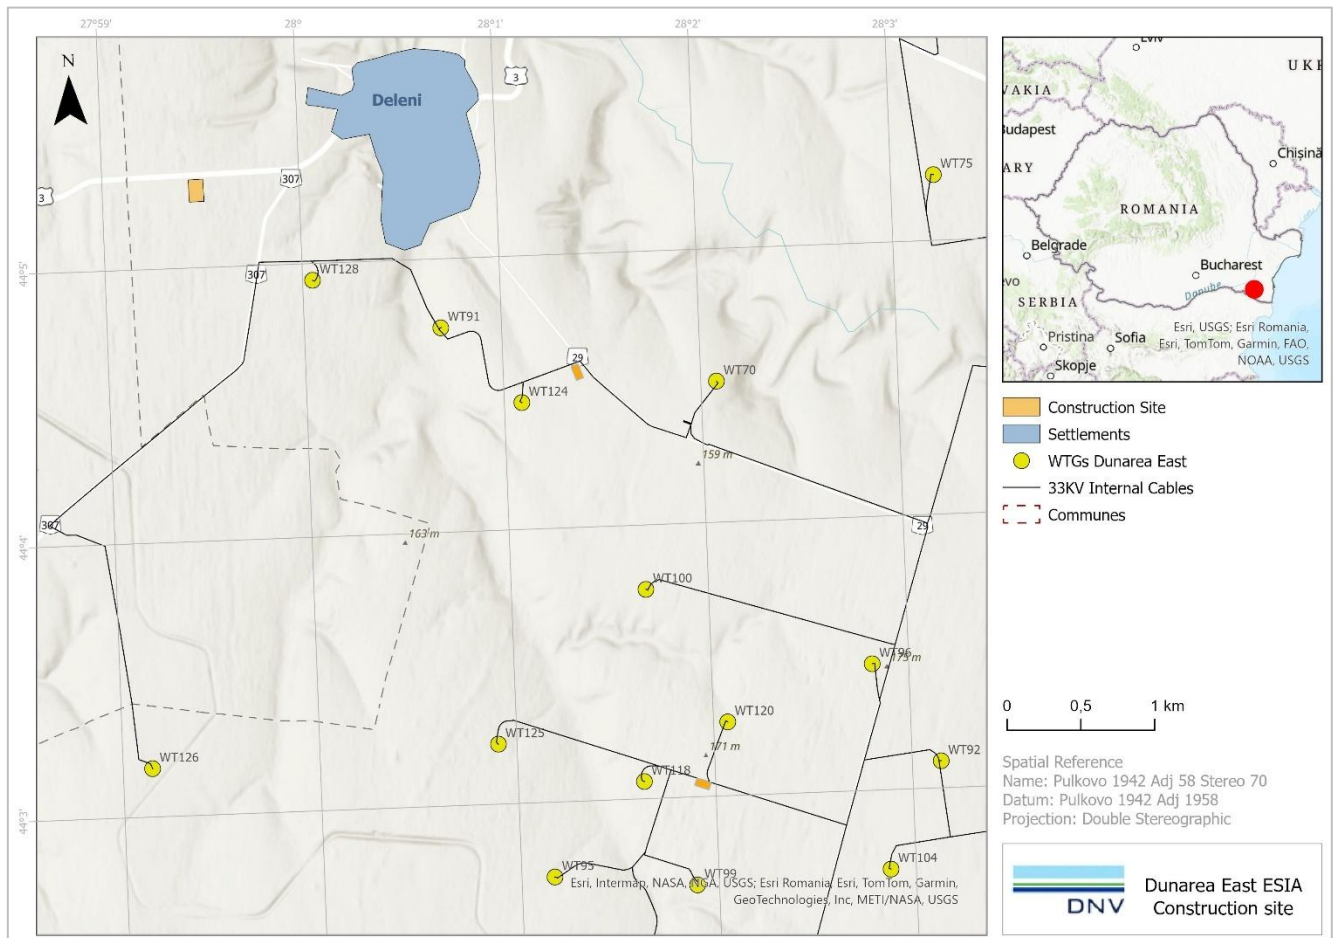 27°59'
28°
28°1'
28°2'
28°3'
N
Deleni
3
WT75
307
3
44°5'
307
WT128
WT91
29
WT70
WT124
159 m
307
29
163 m
44°4'
WT100
WT96
175 m
WT120
WT125
171 m
WT92
WT126
WT118
44°3'
WT104
WT95
WT99
Esri, Intermap, NASA, NGA, USGS; Esri Romania, Esri, TomTom, Garmin,
GeoTechnologies, Inc, METI/NASA, USGS
Lviv
UKR
VAKIA
Budapest
Chișină
ARY
ROMANIA
Belgrade
Bucharest
evo
Danube
SERBIA
Esri, USGS; Esri Romania,
Pristina
Sofia
Esri, TomTom, Garmin, FAO,
NOAA, USGS
Skopje
Construction Site
Settlements
WTGs Dunarea East
33KV Internal Cables
Communes
0 0,5 1 km
Spatial Reference
Name: Pulkovo 1942 Adj 58 Stereo 70
Datum: Pulkovo 1942 Adj 1958
Projection: Double Stereographic
DNV
Dunarea East ESIA
Construction site